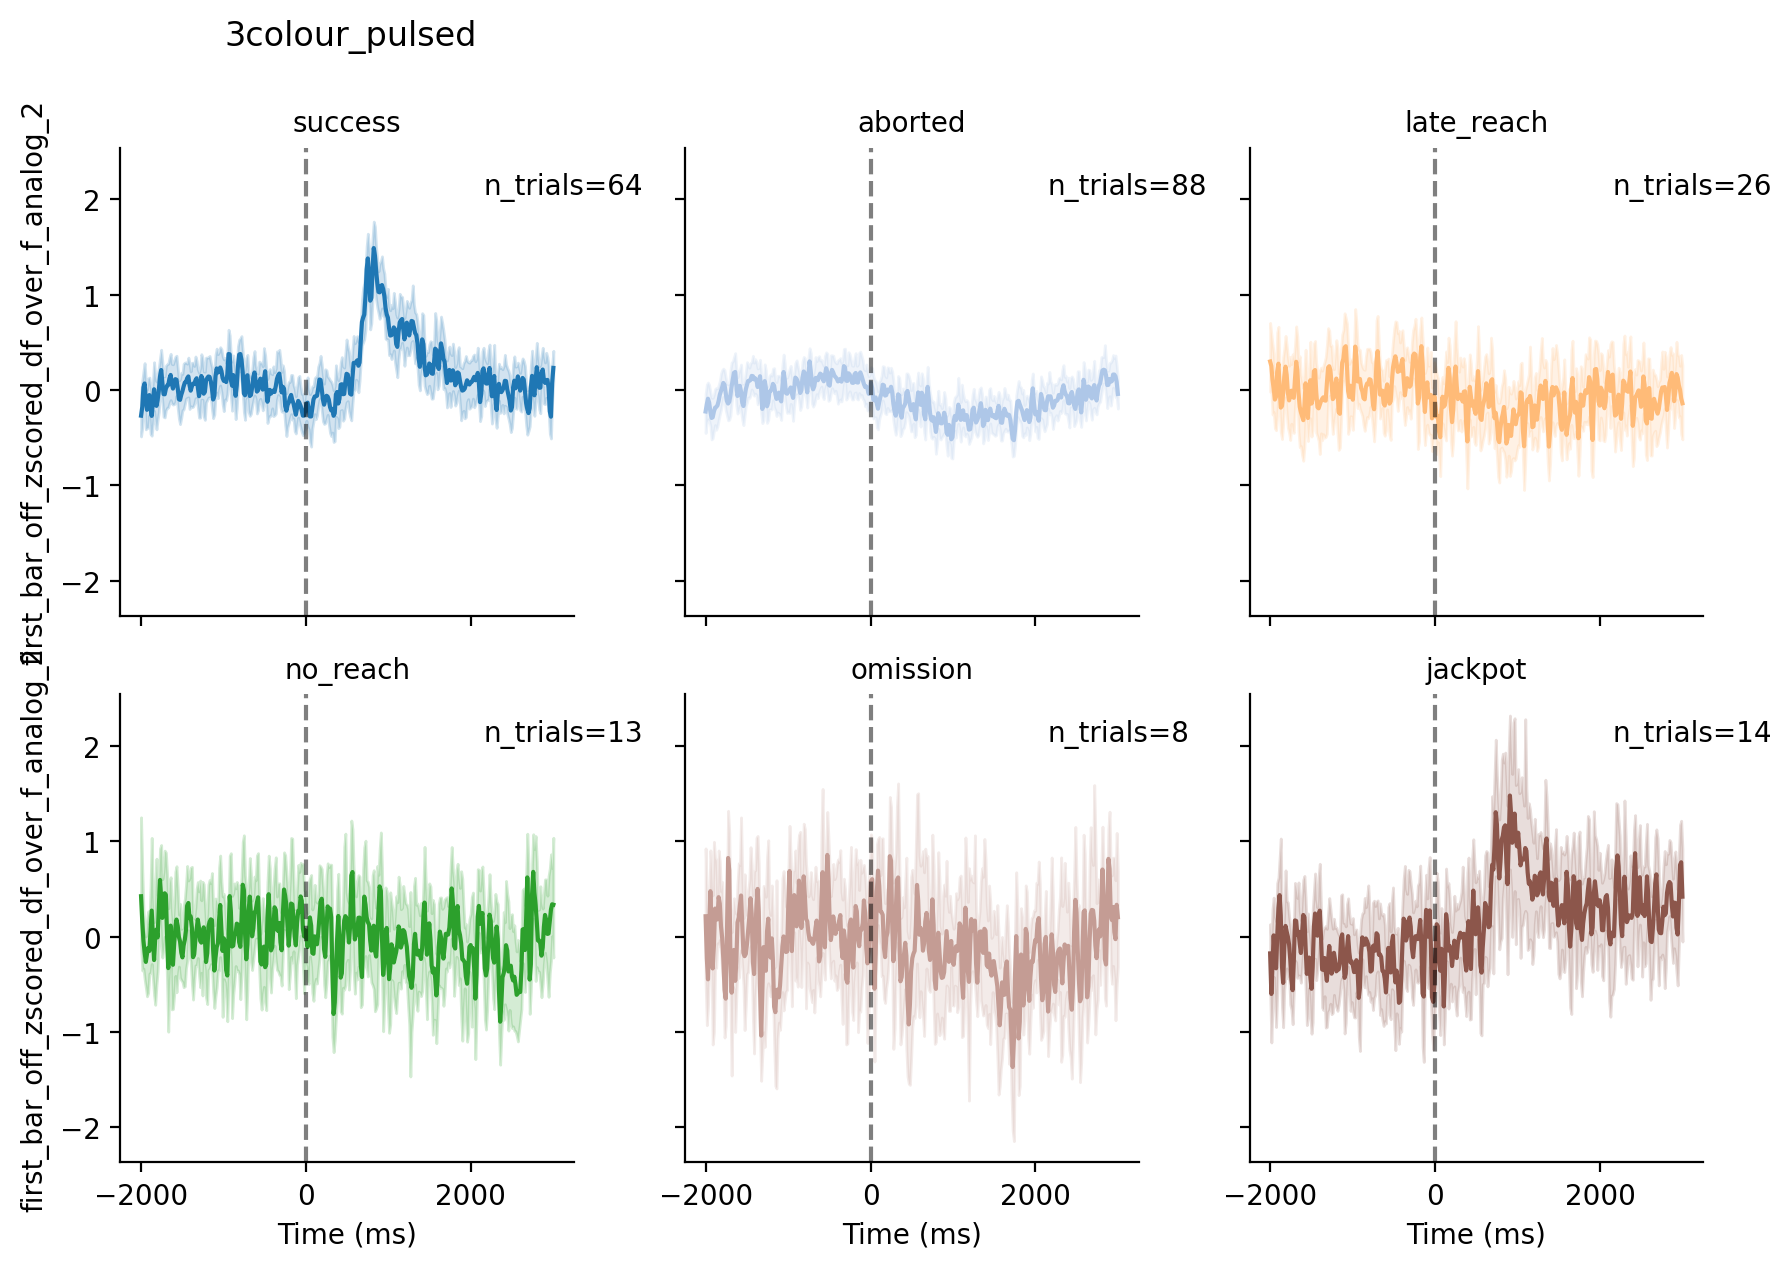 3colour_pulsed
success
aborted
late_reach
n_trials=64
n_trials=88
n_trials=26
first_bar_off_zscored_df_over_f_analog_2
2
1
0
−1
−2
no_reach
omission
jackpot
n_trials=13
n_trials=8
n_trials=14
first_bar_off_zscored_df_over_f_analog_2
2
1
0
−1
−2
−2000 0 2000
−2000 0 2000
−2000 0 2000
Time (ms)
Time (ms)
Time (ms)